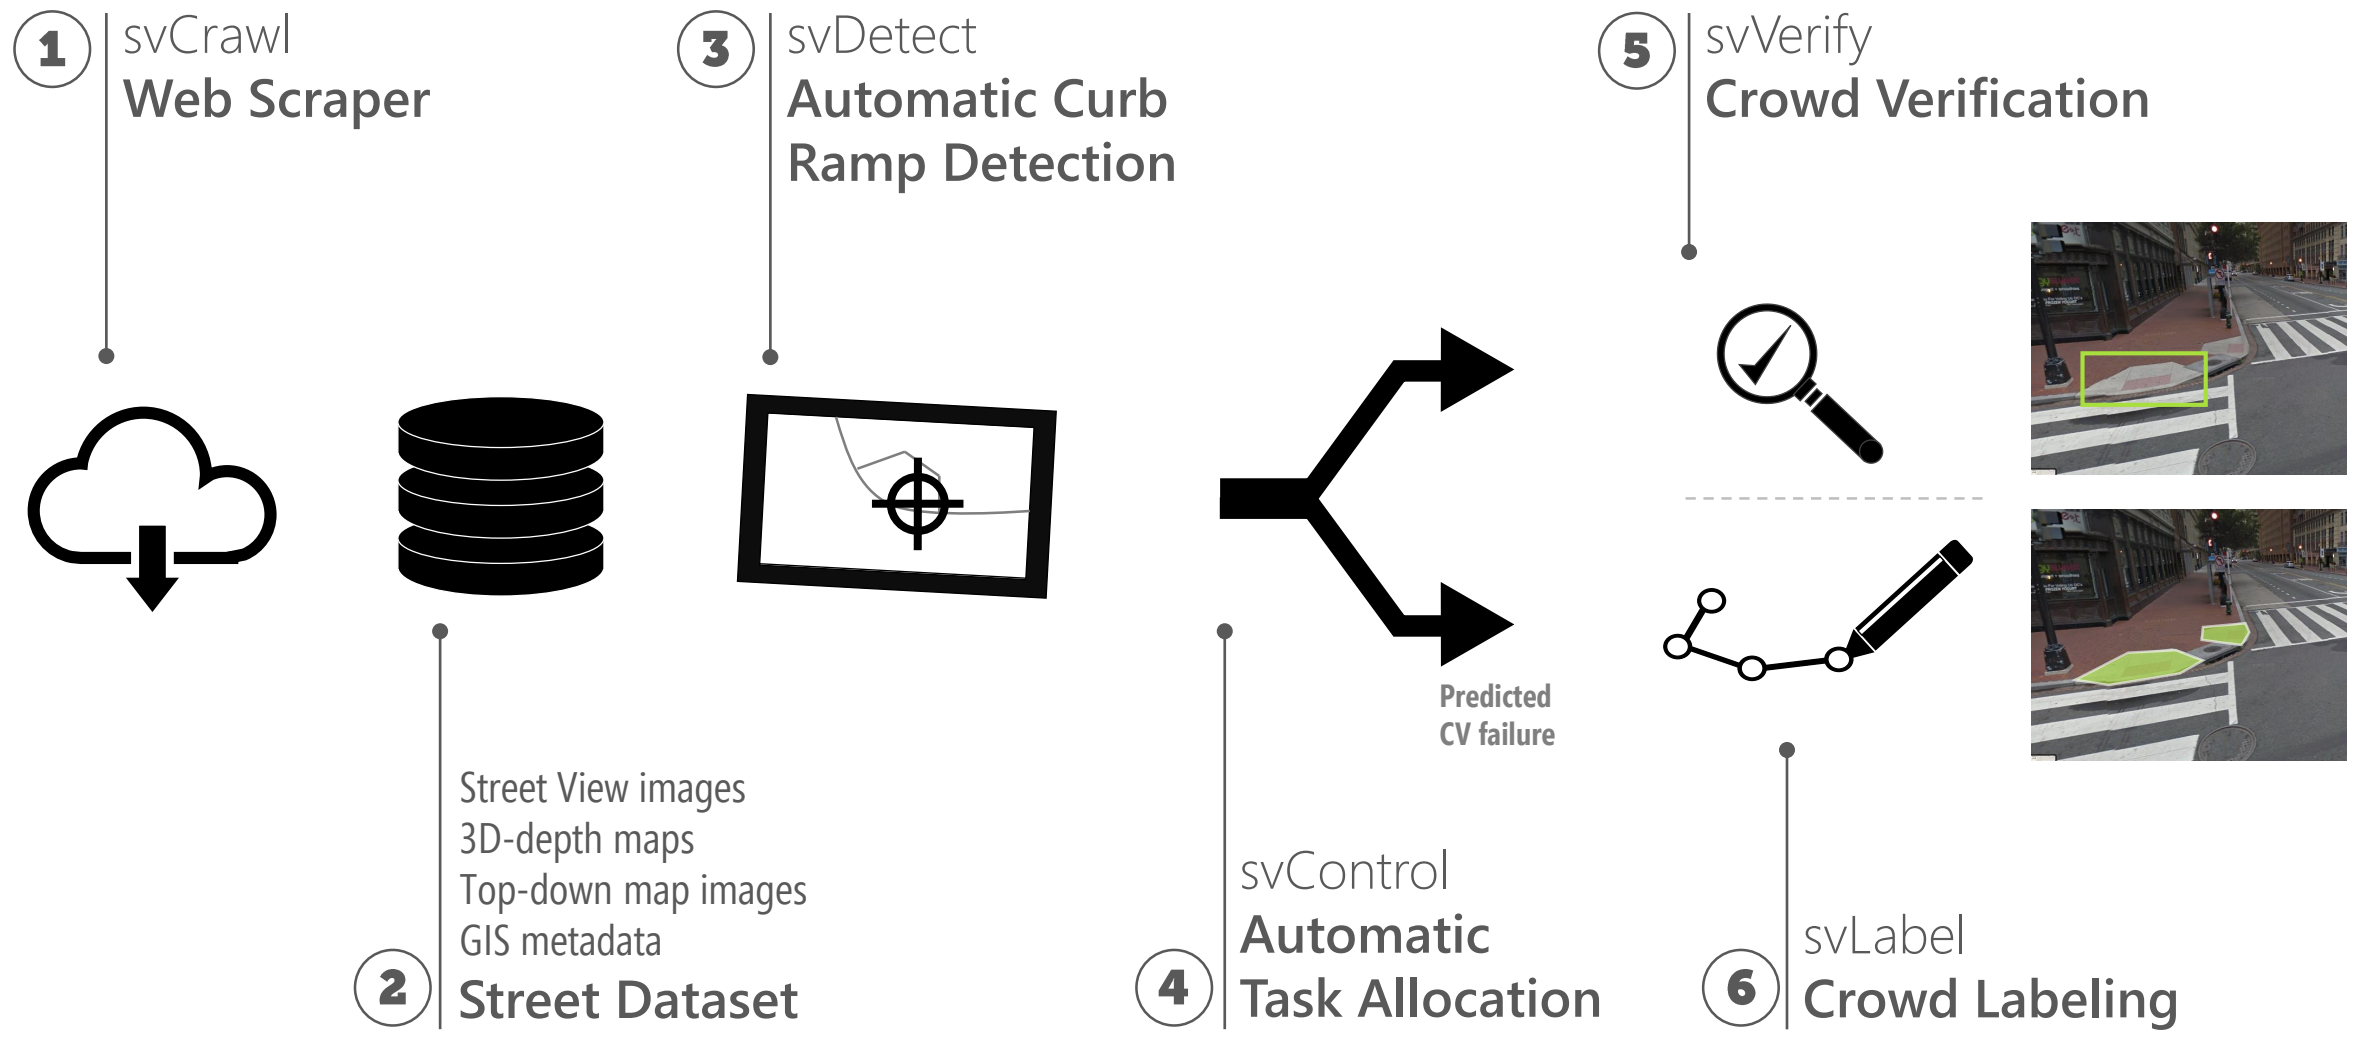 1
svCrawl
Web Scraper
3
svDetect
Automatic Curb
Ramp Detection
5
svVerify
Crowd Verification
Predicted
CV failure
2
Street View images
3D-depth maps
Top-down map images
GIS metadata
Street Dataset
4
svControl
Automatic
Task Allocation
6
svLabel
Crowd Labeling